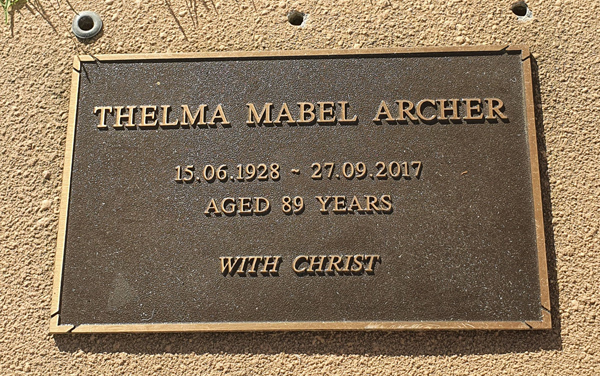 THELMA MABEL ARCHER
15.06.1928 ~ 27.09.2017
AGED 89 YEARS
WITH CHRIST